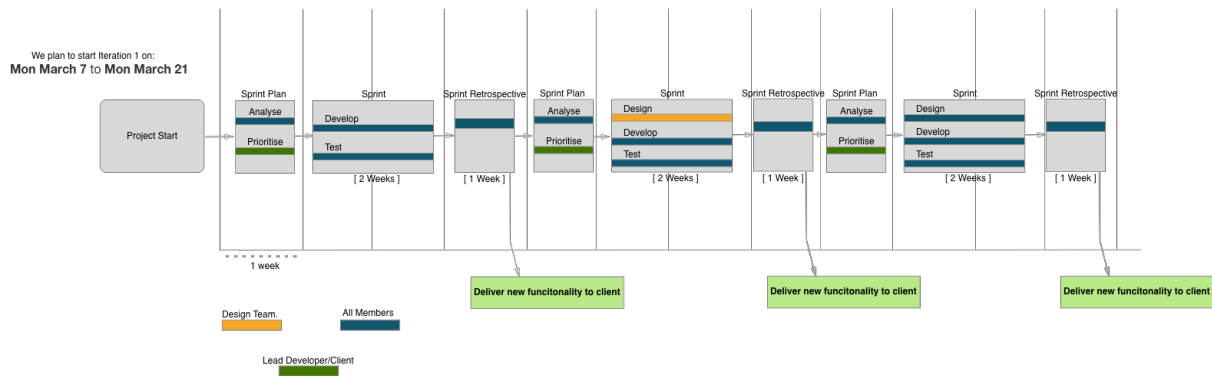 We plan to start Iteration 1 on:
Mon March 7 to Mon March 21
Project Start
Sprint Plan
Analyse
Prioritise
Sprint
Develop
Test
[ 2 Weeks ]
Sprint Retrospective
[ 1 Week ]
Sprint Plan
Analyse
Prioritise
Sprint
Design
Develop
Test
[ 2 Weeks ]
Sprint Retrospective
[ 1 Week ]
Sprint Plan
Analyse
Prioritise
Sprint
Design
Develop
Test
[ 2 Weeks ]
Sprint Retrospective
[ 1 Week ]
1 week
Deliver new funcitonality to client
Deliver new funcitonality to client
Deliver new funcitonality to client
Design Team.
All Members
Lead Developer/Client